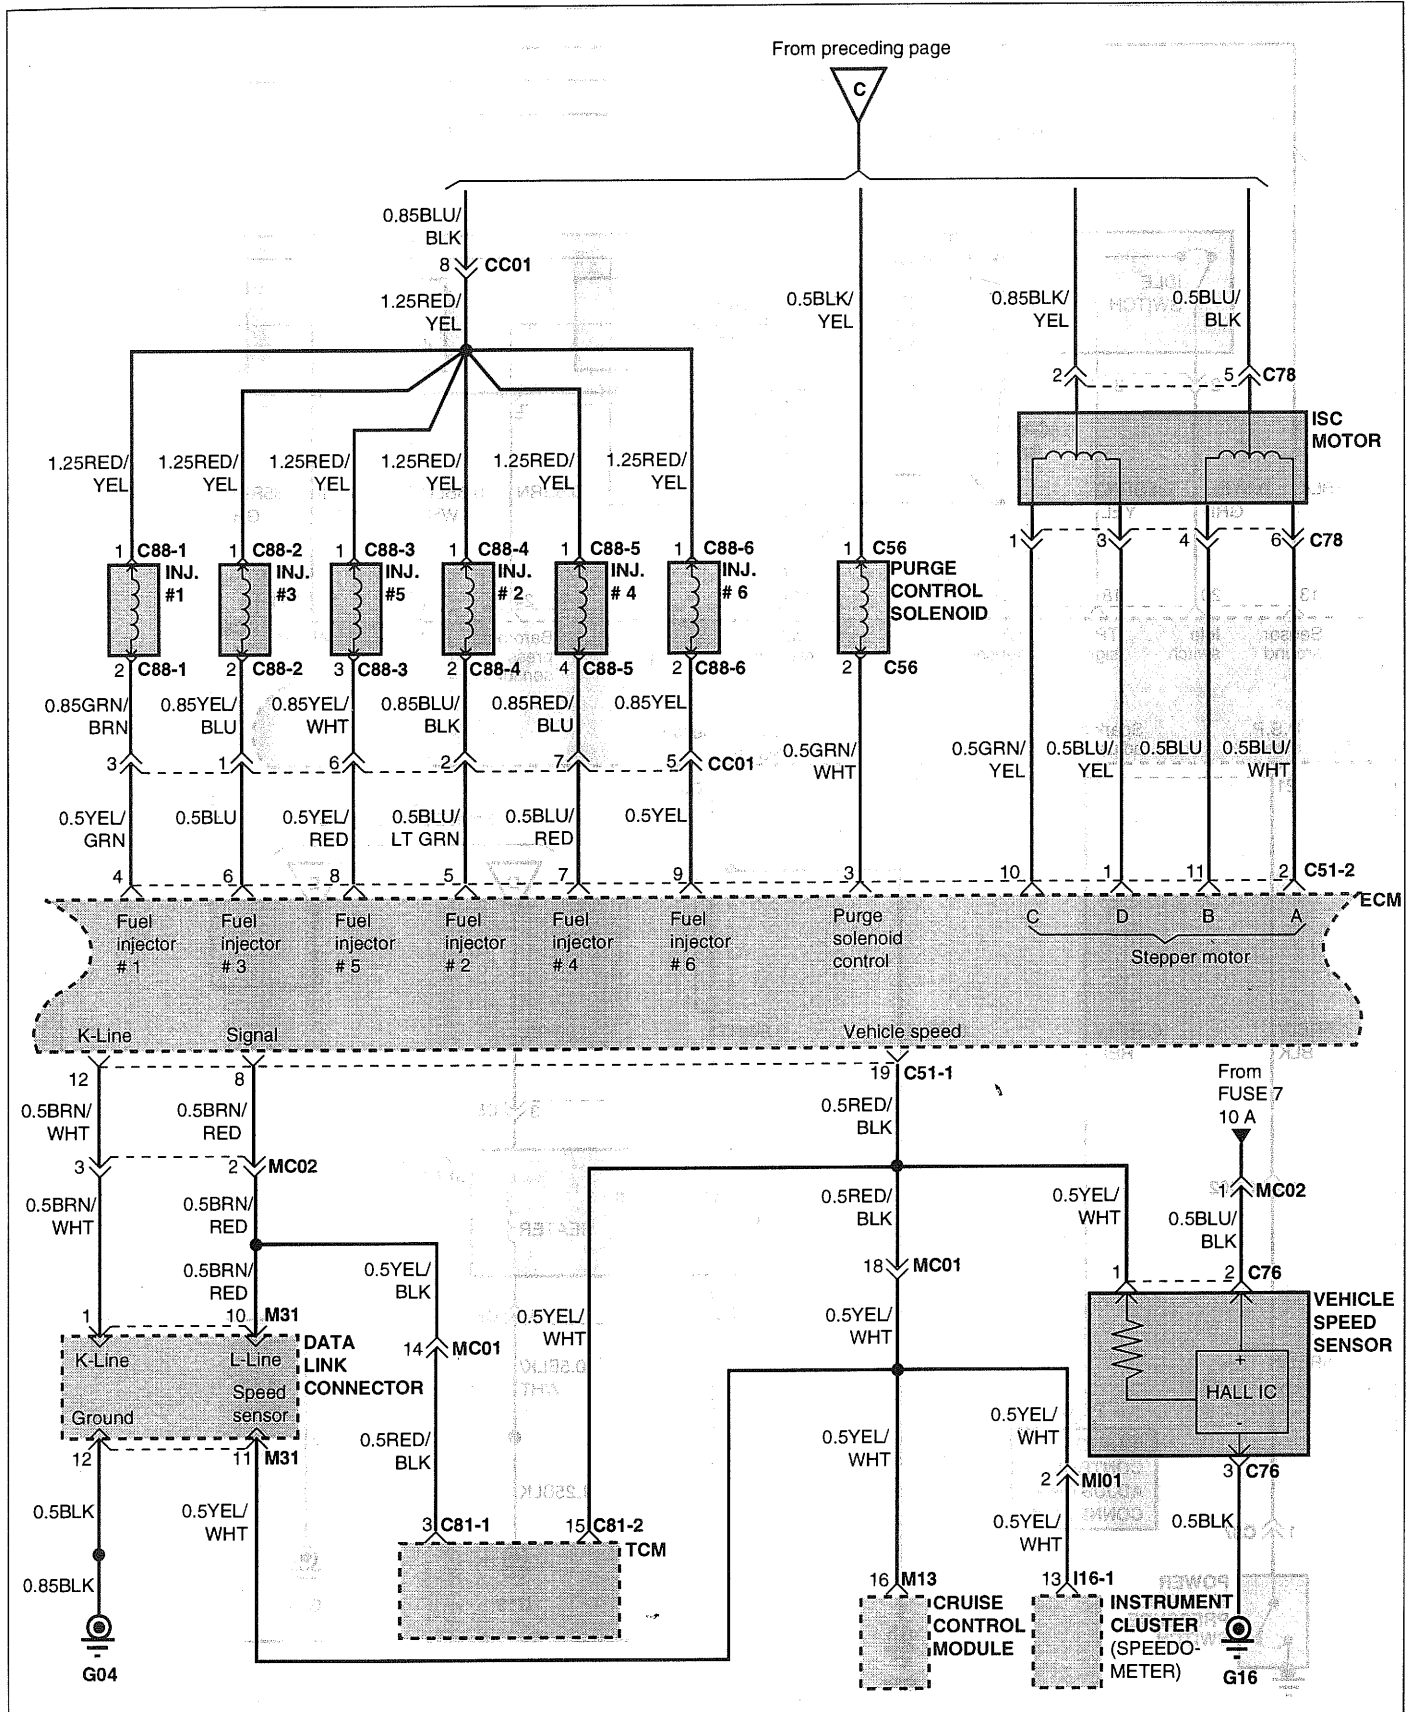 From preceding page
C
0.85BLU/
BLK
8 CC01
1.25RED/
YEL
0.5BLK/
YEL
0.85BLK/
YEL
0.5BLU/
BLK
2 5 C78
ISC
MOTOR
1.25RED/ 1.25RED/ 1.25RED/ 1.25RED/ 1.25RED/ 1.25RED/
YEL YEL YEL YEL YEL YEL
1 3 4 6 C78
1 C88-1 1 C88-2 1 C88-3 1 C88-4 1 C88-5 1 C88-6 1 C56
INJ. INJ. INJ. INJ. INJ. INJ. PURGE
#1 #3 #5 # 2 # 4 # 6 CONTROL
SOLENOID
2 C88-1 2 C88-2 3 C88-3 2 C88-4 4 C88-5 2 C88-6 2 C56
0.85GRN/ 0.85YEL/ 0.85YEL/ 0.85BLU/ 0.85RED/ 0.85YEL
BRN BLU WHT BLK BLU
0.5GRN/ 0.5GRN/ 0.5BLU/ 0.5BLU 0.5BLU/
WHT YEL YEL WHT
3 1 6 2 7 5 CC01
0.5YEL/ 0.5BLU 0.5YEL/ 0.5BLU/ 0.5BLU/ 0.5YEL
GRN RED LT GRN RED
4 6 8 5 7 9 3 10 1 11 2 C51-2
ECM
Fuel Fuel Fuel Fuel Fuel Fuel Purge C D B A
injector injector injector injector injector injector solenoid
# 1 # 3 # 5 # 2 # 4 # 6 control Stepper motor
K-Line Signal Vehicle speed
12 8 19 C51-1
From
FUSE 7
10 A
0.5BRN/ 0.5BRN/ 0.5RED/
WHT RED BLK
3 2 MC02
1 MC02
0.5BRN/ 0.5BRN/ 0.5RED/ 0.5YEL/ 0.5BLU/
WHT RED BLK WHT BLK
0.5BRN/ 0.5YEL/
RED BLK
18 MC01
1 2 C76
VEHICLE
SPEED
SENSOR
1 10 M31
0.5YEL/ 0.5YEL/
WHT WHT
DATA
LINK
CONNECTOR
14 MC01
K-Line L-Line
Speed
Ground sensor
+
HALL IC
-
12 11 M31
0.5RED/ 0.5YEL/ 0.5YEL/
BLK WHT WHT
2 MI01
3 C76
0.5BLK 0.5YEL/ 0.5YEL/ 0.5BLK
WHT WHT
3 C81-1 15 C81-2
TCM
0.85BLK
16 M13 13 I16-1
CRUISE
CONTROL
MODULE
INSTRUMENT
CLUSTER
(SPEEDO-
METER)
G04
G16